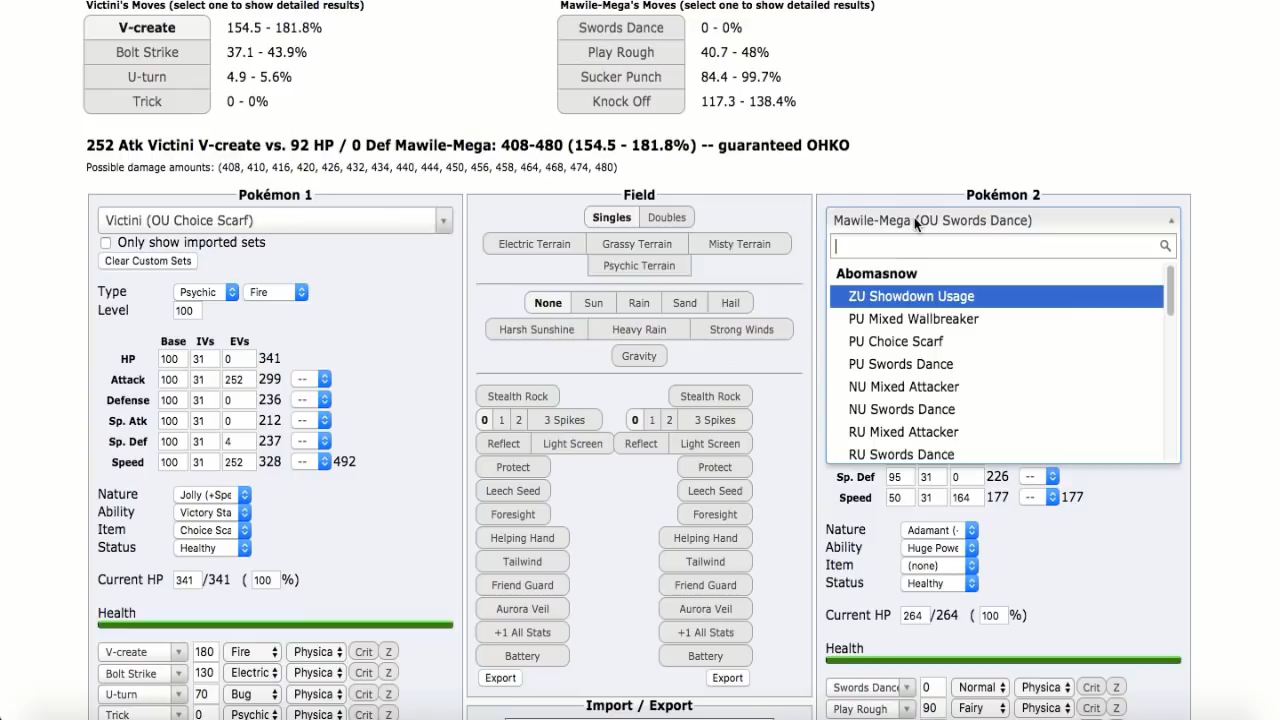 Victini's Moves (select one to show detailed results)
V-create 154.5 - 181.8%
Bolt Strike 37.1 - 43.9%
U-turn 4.9 - 5.6%
Trick 0 - 0%
Mawile-Mega's Moves (select one to show detailed results)
Swords Dance 0 - 0%
Play Rough 40.7 - 48%
Sucker Punch 84.4 - 99.7%
Knock Off 117.3 - 138.4%
252 Atk Victini V-create vs. 92 HP / 0 Def Mawile-Mega: 408-480 (154.5 - 181.8%) -- guaranteed OHKO
Possible damage amounts: (408, 410, 416, 420, 426, 432, 434, 440, 444, 450, 456, 458, 464, 468, 474, 480)
Pokémon 1
Victini (OU Choice Scarf)
Only show imported sets
Clear Custom Sets
Type Psychic Fire
Level 100
Base IVs EVs
HP 100 31 0 341
Attack 100 31 252 299 --
Defense 100 31 0 236 --
Sp. Atk 100 31 0 212 --
Sp. Def 100 31 4 237 --
Speed 100 31 252 328 -- 492
Nature Jolly (+Spe
Ability Victory Sta
Item Choice Sca
Status Healthy
Current HP 341 /341 ( 100 %)
Health
V-create 180 Fire Physica Crit Z
Bolt Strike 130 Electric Physica Crit Z
U-turn 70 Bug Physica Crit Z
Trick 0 Psychic Physica Crit Z
Field
Singles Doubles
Electric Terrain Grassy Terrain Misty Terrain
Psychic Terrain
None Sun Rain Sand Hail
Harsh Sunshine Heavy Rain Strong Winds
Gravity
Stealth Rock Stealth Rock
0 1 2 3 Spikes 0 1 2 3 Spikes
Reflect Light Screen Reflect Light Screen
Protect Protect
Leech Seed Leech Seed
Foresight Foresight
Helping Hand Helping Hand
Tailwind Tailwind
Friend Guard Friend Guard
Aurora Veil Aurora Veil
+1 All Stats +1 All Stats
Battery Battery
Export Export
Import / Export
Pokémon 2
Mawile-Mega (OU Swords Dance)
Abomasnow
ZU Showdown Usage
PU Mixed Wallbreaker
PU Choice Scarf
PU Swords Dance
NU Mixed Attacker
NU Swords Dance
RU Mixed Attacker
RU Swords Dance
Sp. Def 95 31 0 226 --
Speed 50 31 164 177 -- 177
Nature Adamant (-
Ability Huge Powe
Item (none)
Status Healthy
Current HP 264 /264 ( 100 %)
Health
Swords Danc 0 Normal Physica Crit Z
Play Rough 90 Fairy Physica Crit Z